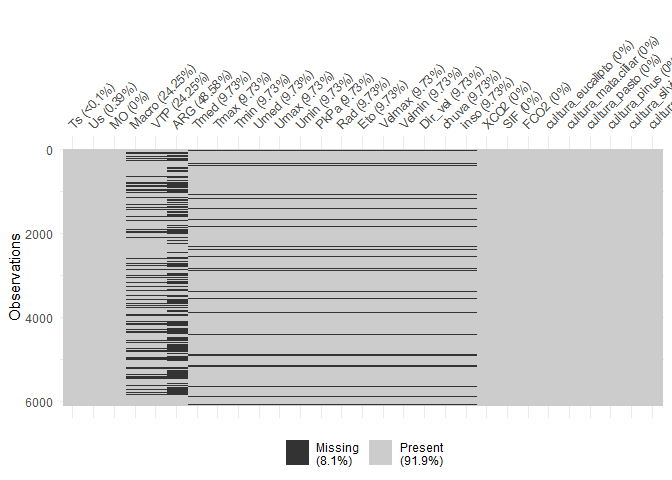 Ts (<0.1%)
Us (0.39%)
MO (0%)
Macro (24.25%)
VTP (24.25%)
ARG (48.58%)
Tmed (9.73%)
Tmax (9.73%)
Tmin (9.73%)
Umed (9.73%)
Umax (9.73%)
Umin (9.73%)
PkPa (9.73%)
Rad (9.73%)
Eto (9.73%)
Velmax (9.73%)
Velmin (9.73%)
Dir_vel (9.73%)
chuva (9.73%)
inso (9.73%)
XCO2 (0%)
SIF (0%)
FCO2 (0%)
cultura_eucalipto (0%)
cultura_mata.ciliar (0%)
cultura_pasto (0%)
cultura_pinus (0%)
0
2000
4000
6000
Observations
Missing
(8.1%)
Present
(91.9%)